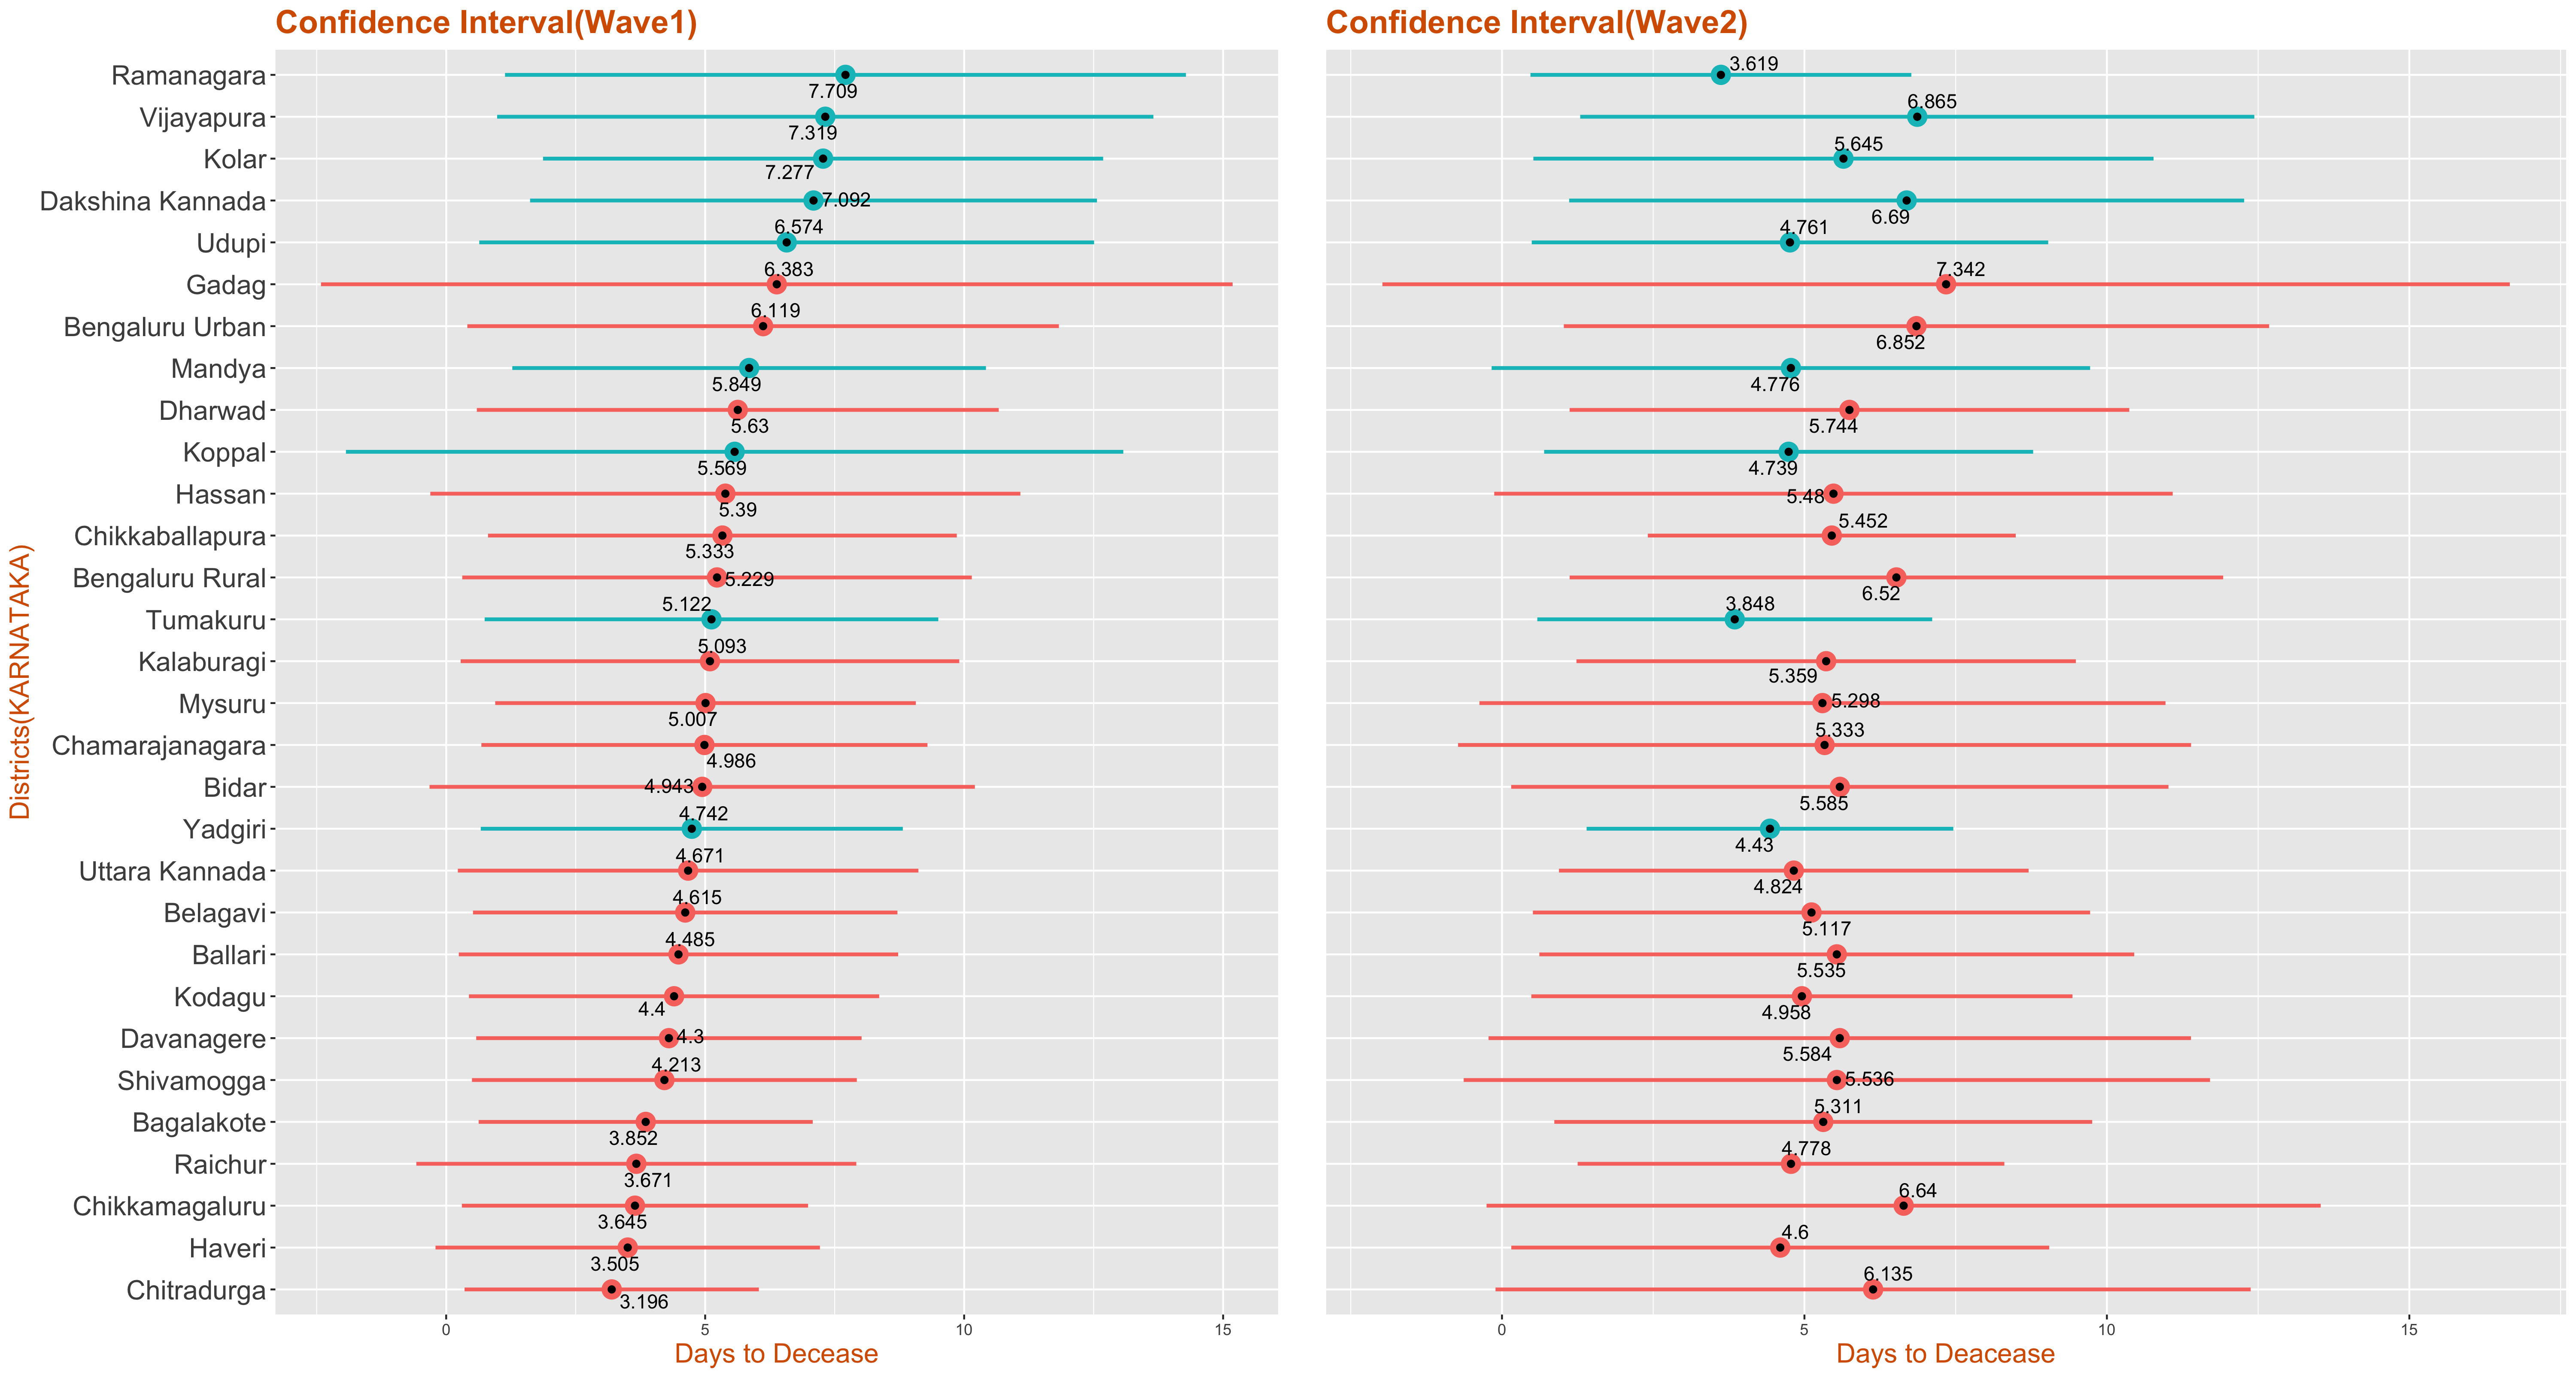 Confidence Interval(Wave1)
Confidence Interval(Wave2)
Districts(KARNATAKA)
Ramanagara 7.709 3.619
Vijayapura 7.319 6.865
Kolar 7.277 5.645
Dakshina Kannada 7.092 6.69
Udupi 6.574 4.761
Gadag 6.383 7.342
Bengaluru Urban 6.119 6.852
Mandya 5.849 4.776
Dharwad 5.63 5.744
Koppal 5.569 4.739
Hassan 5.39 5.48
Chikkaballapura 5.333 5.452
Bengaluru Rural 5.229 6.52
Tumakuru 5.122 3.848
Kalaburagi 5.093 5.359
Mysuru 5.007 5.298
Chamarajanagara 4.986 5.333
Bidar 4.943 5.585
Yadgiri 4.742 4.43
Uttara Kannada 4.671 4.824
Belagavi 4.615 5.117
Ballari 4.485 5.535
Kodagu 4.4 4.958
Davanagere 4.3 5.584
Shivamogga 4.213 5.536
Bagalakote 3.852 5.311
Raichur 3.671 4.778
Chikkamagaluru 3.645 6.64
Haveri 3.505 4.6
Chitradurga 3.196 6.135
0 5 10 15
0 5 10 15
Days to Decease
Days to Deacease